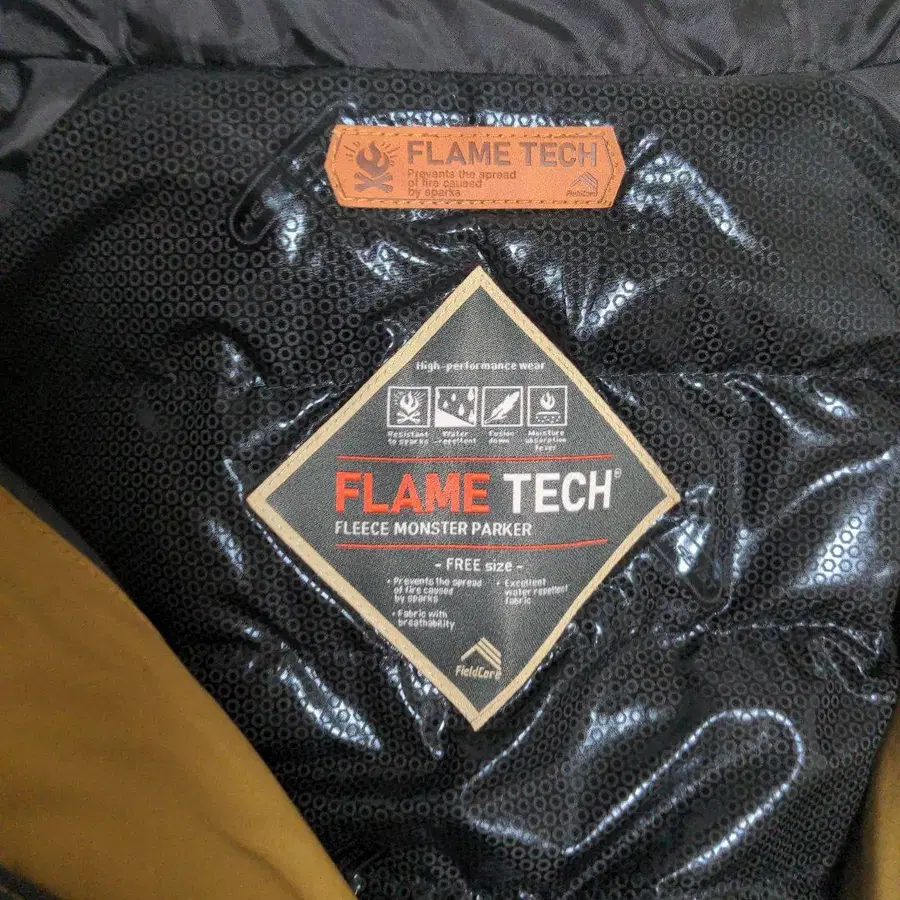 FLAME TECH
Prevents the spread
of fire caused
by sparks
FieldCore
High-performance wear
Resistant
to sparks
Water
repellent
Fusion
down
Moisture
absorption
fever
FLAME TECH®
FLEECE MONSTER PARKER
- FREE size -
• Prevents the spread
of fire caused
by sparks
• Excellent
water repellent
fabric
• Fabric with
breathability
FieldCore